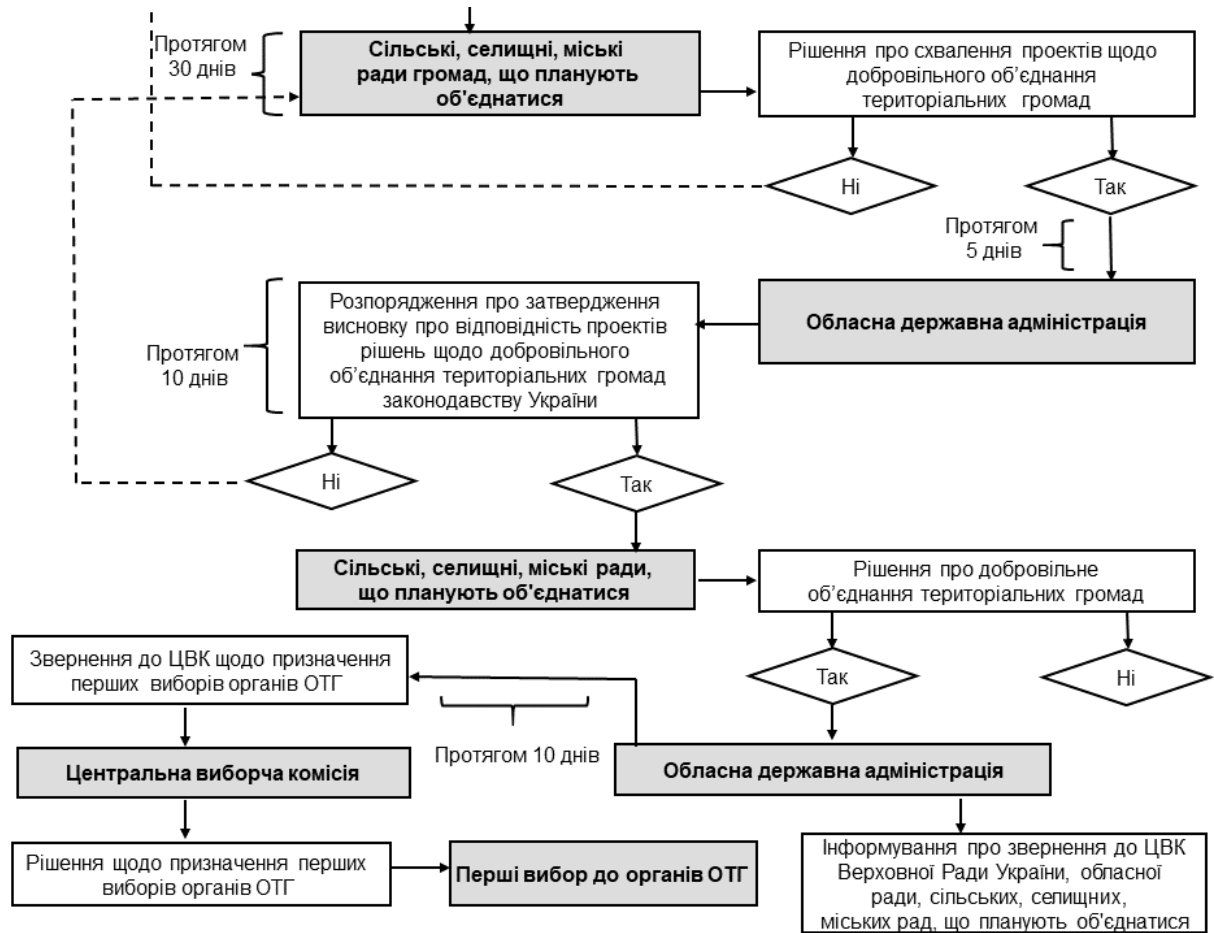 Протягом
30 днів
Сільські, селищні, міські
ради громад, що планують
об'єднатися
Рішення про схвалення проектів щодо
добровільного об’єднання
територіальних громад
Ні
Так
Протягом
5 днів
Розпорядження про затвердження
висновку про відповідність проектів
рішень щодо добровільного
об’єднання територіальних громад
законодавству України
Обласна державна адміністрація
Протягом
10 днів
Ні
Так
Сільські, селищні, міські ради,
що планують об'єднатися
Рішення про добровільне
об’єднання територіальних громад
Звернення до ЦВК щодо призначення
перших виборів органів ОТГ
Так
Ні
Протягом 10 днів
Центральна виборча комісія
Обласна державна адміністрація
Рішення щодо призначення перших
виборів органів ОТГ
Перші вибор до органів ОТГ
Інформування про звернення до ЦВК
Верховної Ради України, обласної
ради, сільських, селищних,
міських рад, що планують об'єднатися